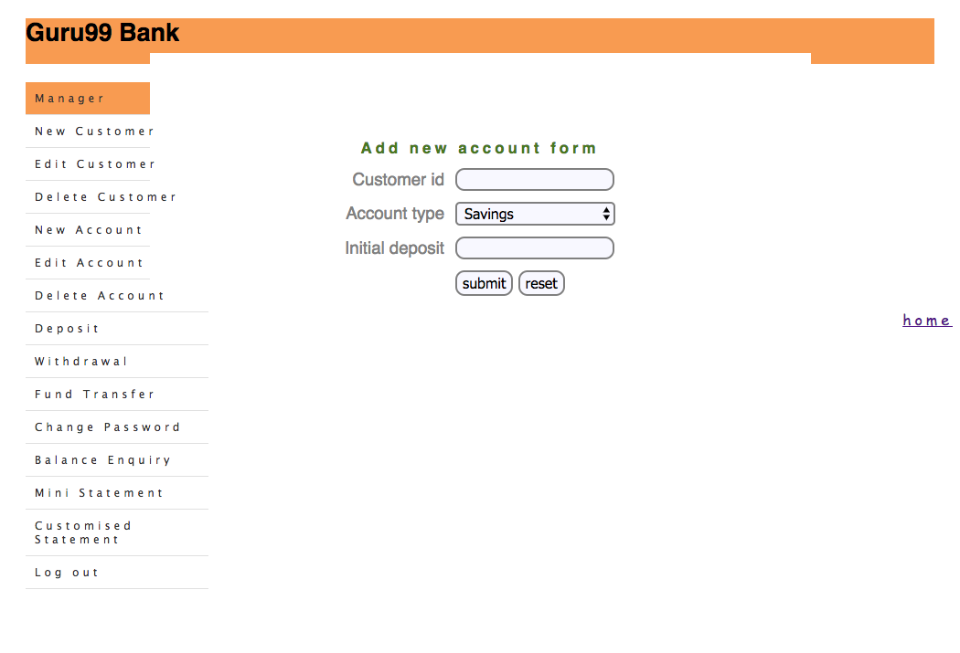 Guru99 Bank
Manager
New Customer
Edit Customer
Delete Customer
New Account
Edit Account
Delete Account
Deposit
Withdrawal
Fund Transfer
Change Password
Balance Enquiry
Mini Statement
Customised
Statement
Log out
Add new account form
Customer id
Account type Savings
Initial deposit
submit reset
home